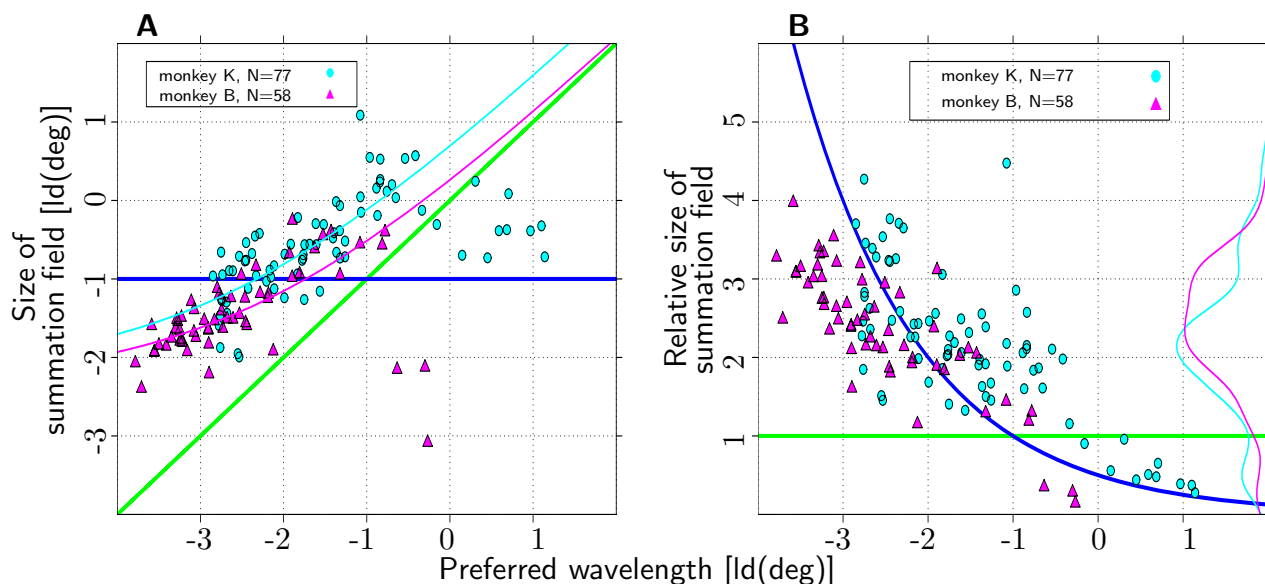 A
B
monkey K, N=77
monkey B, N=58
monkey K, N=77
monkey B, N=58
Size of
summation field [ld(deg)]
1
0
-1
-2
-3
-3
-2
-1
0
1
Relative size of
summation field
5
4
3
2
1
-3
-2
-1
0
1
Preferred wavelength [ld(deg)]